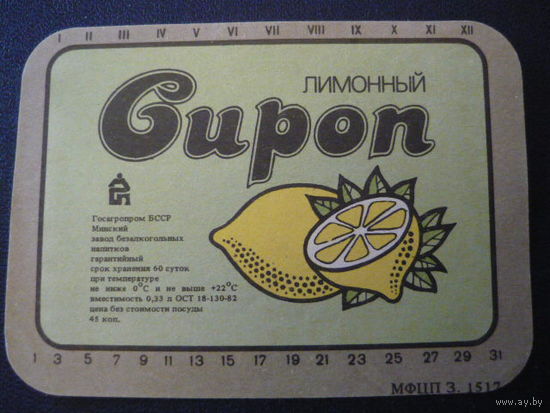 I II III IV V VI VII VIII IX X XI XII
ЛИМОННЫЙ
Сироп
Госагропром БССР
Минский
завод безалкогольных
напитков
гарантийный
срок хранения 60 суток
при температуре
не ниже 0°С и не выше +22°С
вместимость 0,33 л ОСТ 18-130-82
цена без стоимости посуды
45 коп.
1 3 5 7 9 11 13 15 17 19 21 23 25 27 29 31
МФЦП З. 1517
www.ay.by